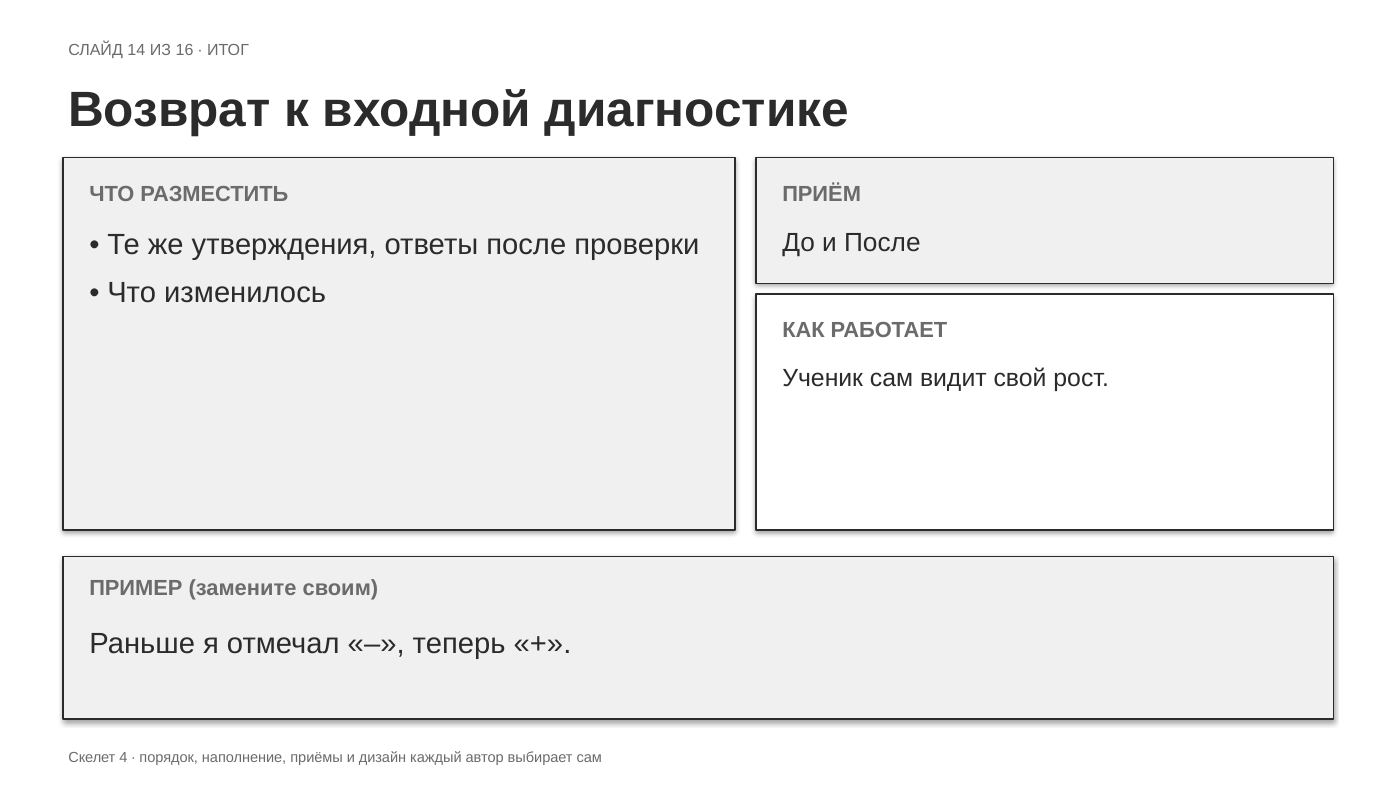 СЛАЙД 14 ИЗ 16 · ИТОГ
Возврат к входной диагностике
ЧТО РАЗМЕСТИТЬ
• Те же утверждения, ответы после проверки
• Что изменилось
ПРИЁМ
До и После
КАК РАБОТАЕТ
Ученик сам видит свой рост.
ПРИМЕР (замените своим)
Раньше я отмечал «–», теперь «+».
Скелет 4 · порядок, наполнение, приёмы и дизайн каждый автор выбирает сам